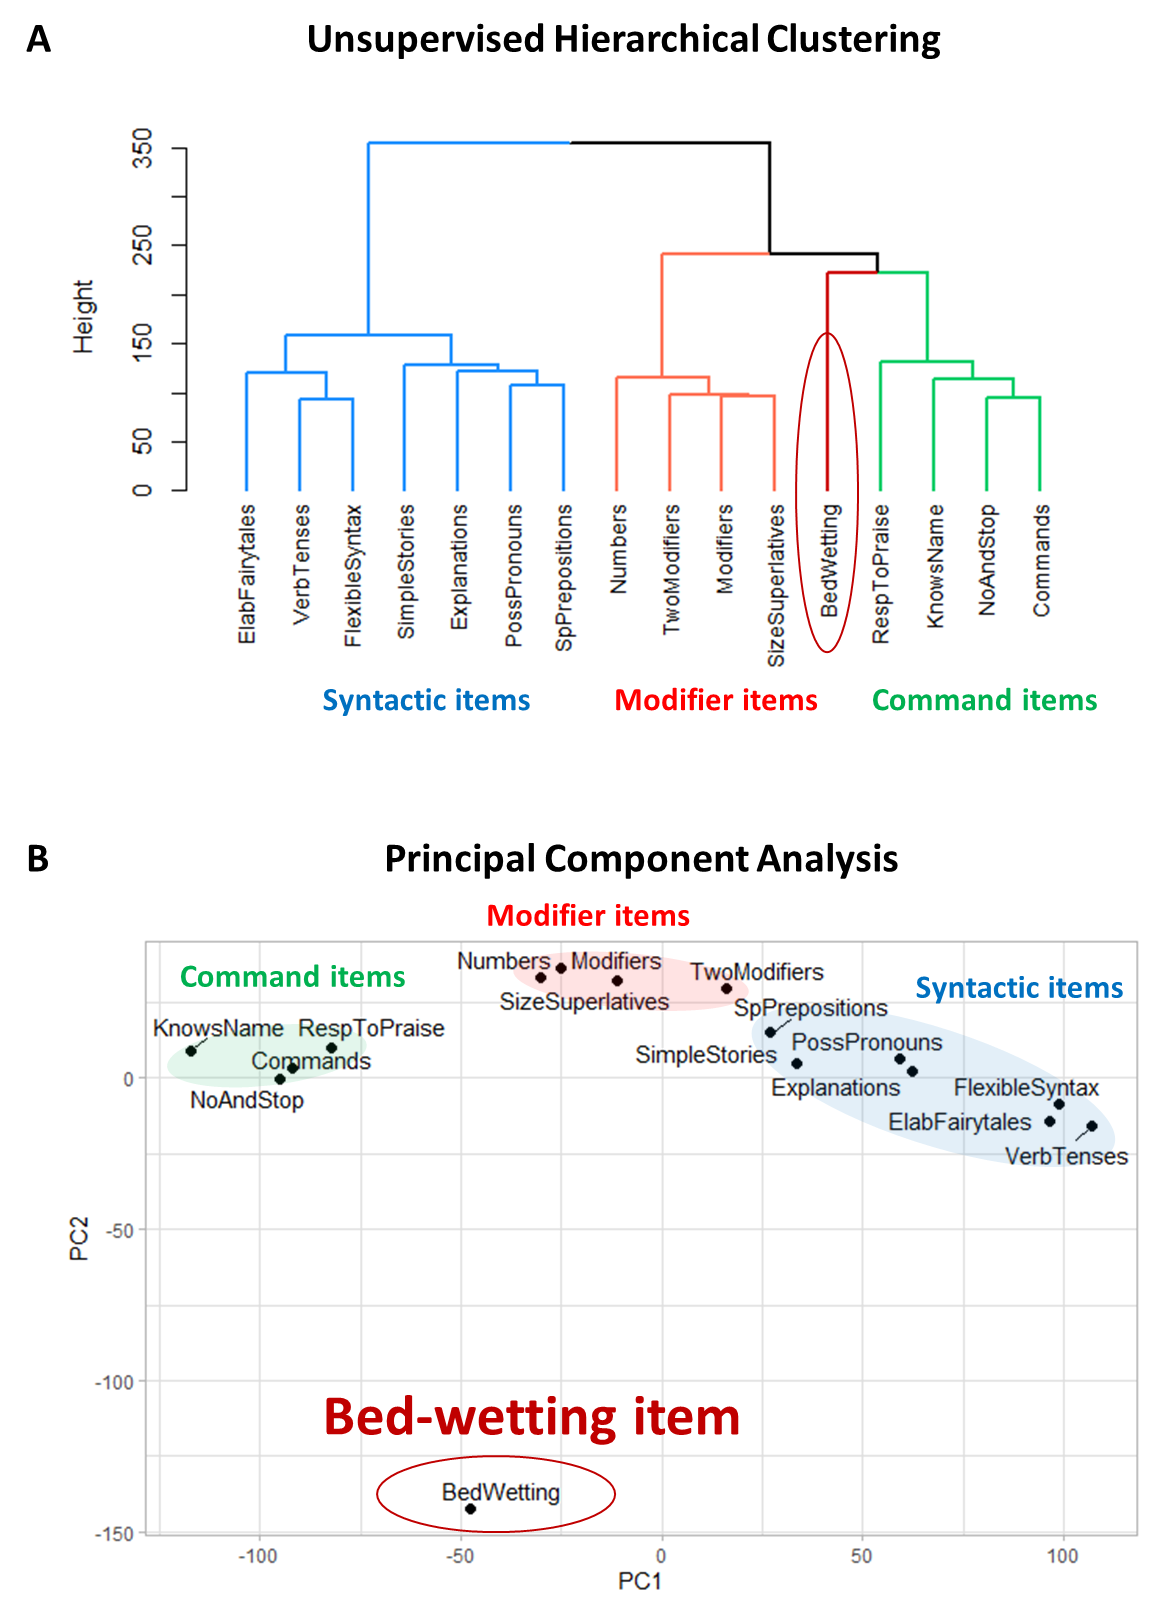 A
Unsupervised Hierarchical Clustering
Height
350
250
150
50
0
ElabFairytales
VerbTenses
FlexibleSyntax
SimpleStories
Explanations
PossPronouns
SpPrepositions
Numbers
TwoModifiers
Modifiers
SizeSuperlatives
BedWetting
RespToPraise
KnowsName
NoAndStop
Commands
Syntactic items
Modifier items
Command items
B
Principal Component Analysis
Modifier items
Command items
Syntactic items
Numbers
Modifiers
TwoModifiers
SizeSuperlatives
SpPrepositions
KnowsName
RespToPraise
Commands
NoAndStop
SimpleStories
PossPronouns
Explanations
FlexibleSyntax
ElabFairytales
VerbTenses
Bed-wetting item
BedWetting
PC2
0
-50
-100
-150
-100
-50
0
50
100
PC1